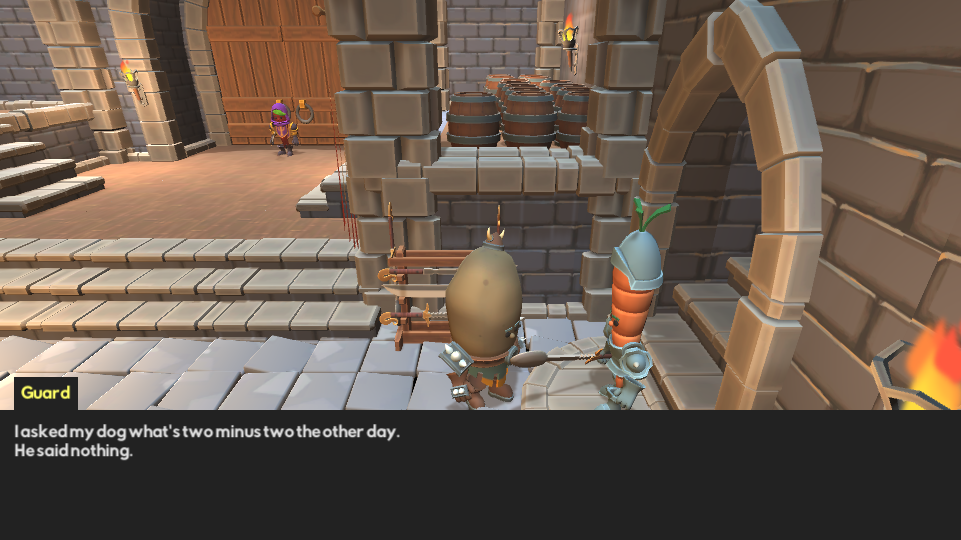 Guard
I asked my dog what's two minus two the other day.
He said nothing.